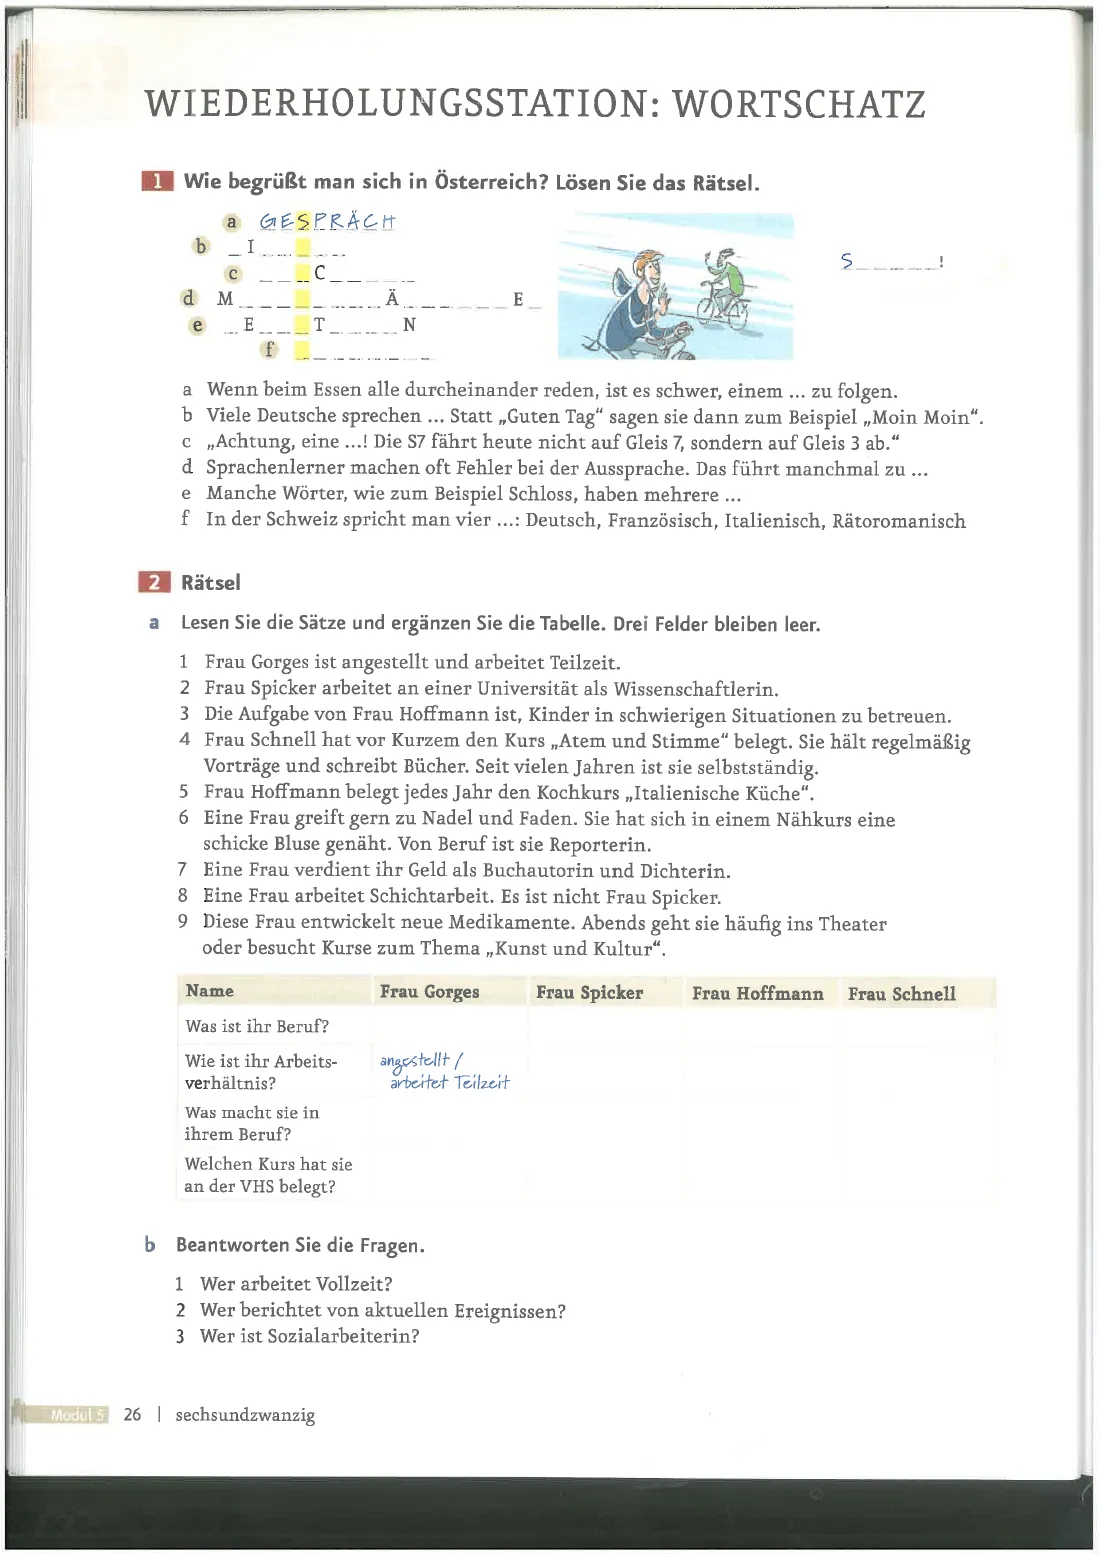 WIEDERHOLUNGSSTATION: WORTSCHATZ
1 Wie begrüßt man sich in Österreich? Lösen Sie das Rätsel.
a GESPRÄCH
b _ I _ _ _ _ _ _
c _ _ _ C _ _ _ _
S _ _ _ _ _ _ !
d M _ _ _ _ _ _ _ _ Ä _ _ _ _ _ _ E _
e _ E _ _ _ T _ _ _ _ N
f _ _ _ _ _ _ _ _
a Wenn beim Essen alle durcheinander reden, ist es schwer, einem ... zu folgen.
b Viele Deutsche sprechen ... Statt „Guten Tag“ sagen sie dann zum Beispiel „Moin Moin“.
c „Achtung, eine ...! Die S7 fährt heute nicht auf Gleis 7, sondern auf Gleis 3 ab.“
d Sprachenlerner machen oft Fehler bei der Aussprache. Das führt manchmal zu ...
e Manche Wörter, wie zum Beispiel Schloss, haben mehrere ...
f In der Schweiz spricht man vier ...: Deutsch, Französisch, Italienisch, Rätoromanisch
2 Rätsel
a Lesen Sie die Sätze und ergänzen Sie die Tabelle. Drei Felder bleiben leer.
1 Frau Gorges ist angestellt und arbeitet Teilzeit.
2 Frau Spicker arbeitet an einer Universität als Wissenschaftlerin.
3 Die Aufgabe von Frau Hoffmann ist, Kinder in schwierigen Situationen zu betreuen.
4 Frau Schnell hat vor Kurzem den Kurs „Atem und Stimme“ belegt. Sie hält regelmäßig
Vorträge und schreibt Bücher. Seit vielen Jahren ist sie selbstständig.
5 Frau Hoffmann belegt jedes Jahr den Kochkurs „Italienische Küche“.
6 Eine Frau greift gern zu Nadel und Faden. Sie hat sich in einem Nähkurs eine
schicke Bluse genäht. Von Beruf ist sie Reporterin.
7 Eine Frau verdient ihr Geld als Buchautorin und Dichterin.
8 Eine Frau arbeitet Schichtarbeit. Es ist nicht Frau Spicker.
9 Diese Frau entwickelt neue Medikamente. Abends geht sie häufig ins Theater
oder besucht Kurse zum Thema „Kunst und Kultur“.
Name Frau Gorges Frau Spicker Frau Hoffmann Frau Schnell
Was ist ihr Beruf?
Wie ist ihr Arbeits- angestellt /
verhältnis? arbeitet Teilzeit
Was macht sie in
ihrem Beruf?
Welchen Kurs hat sie
an der VHS belegt?
b Beantworten Sie die Fragen.
1 Wer arbeitet Vollzeit?
2 Wer berichtet von aktuellen Ereignissen?
3 Wer ist Sozialarbeiterin?
Modul 5 26 | sechsundzwanzig